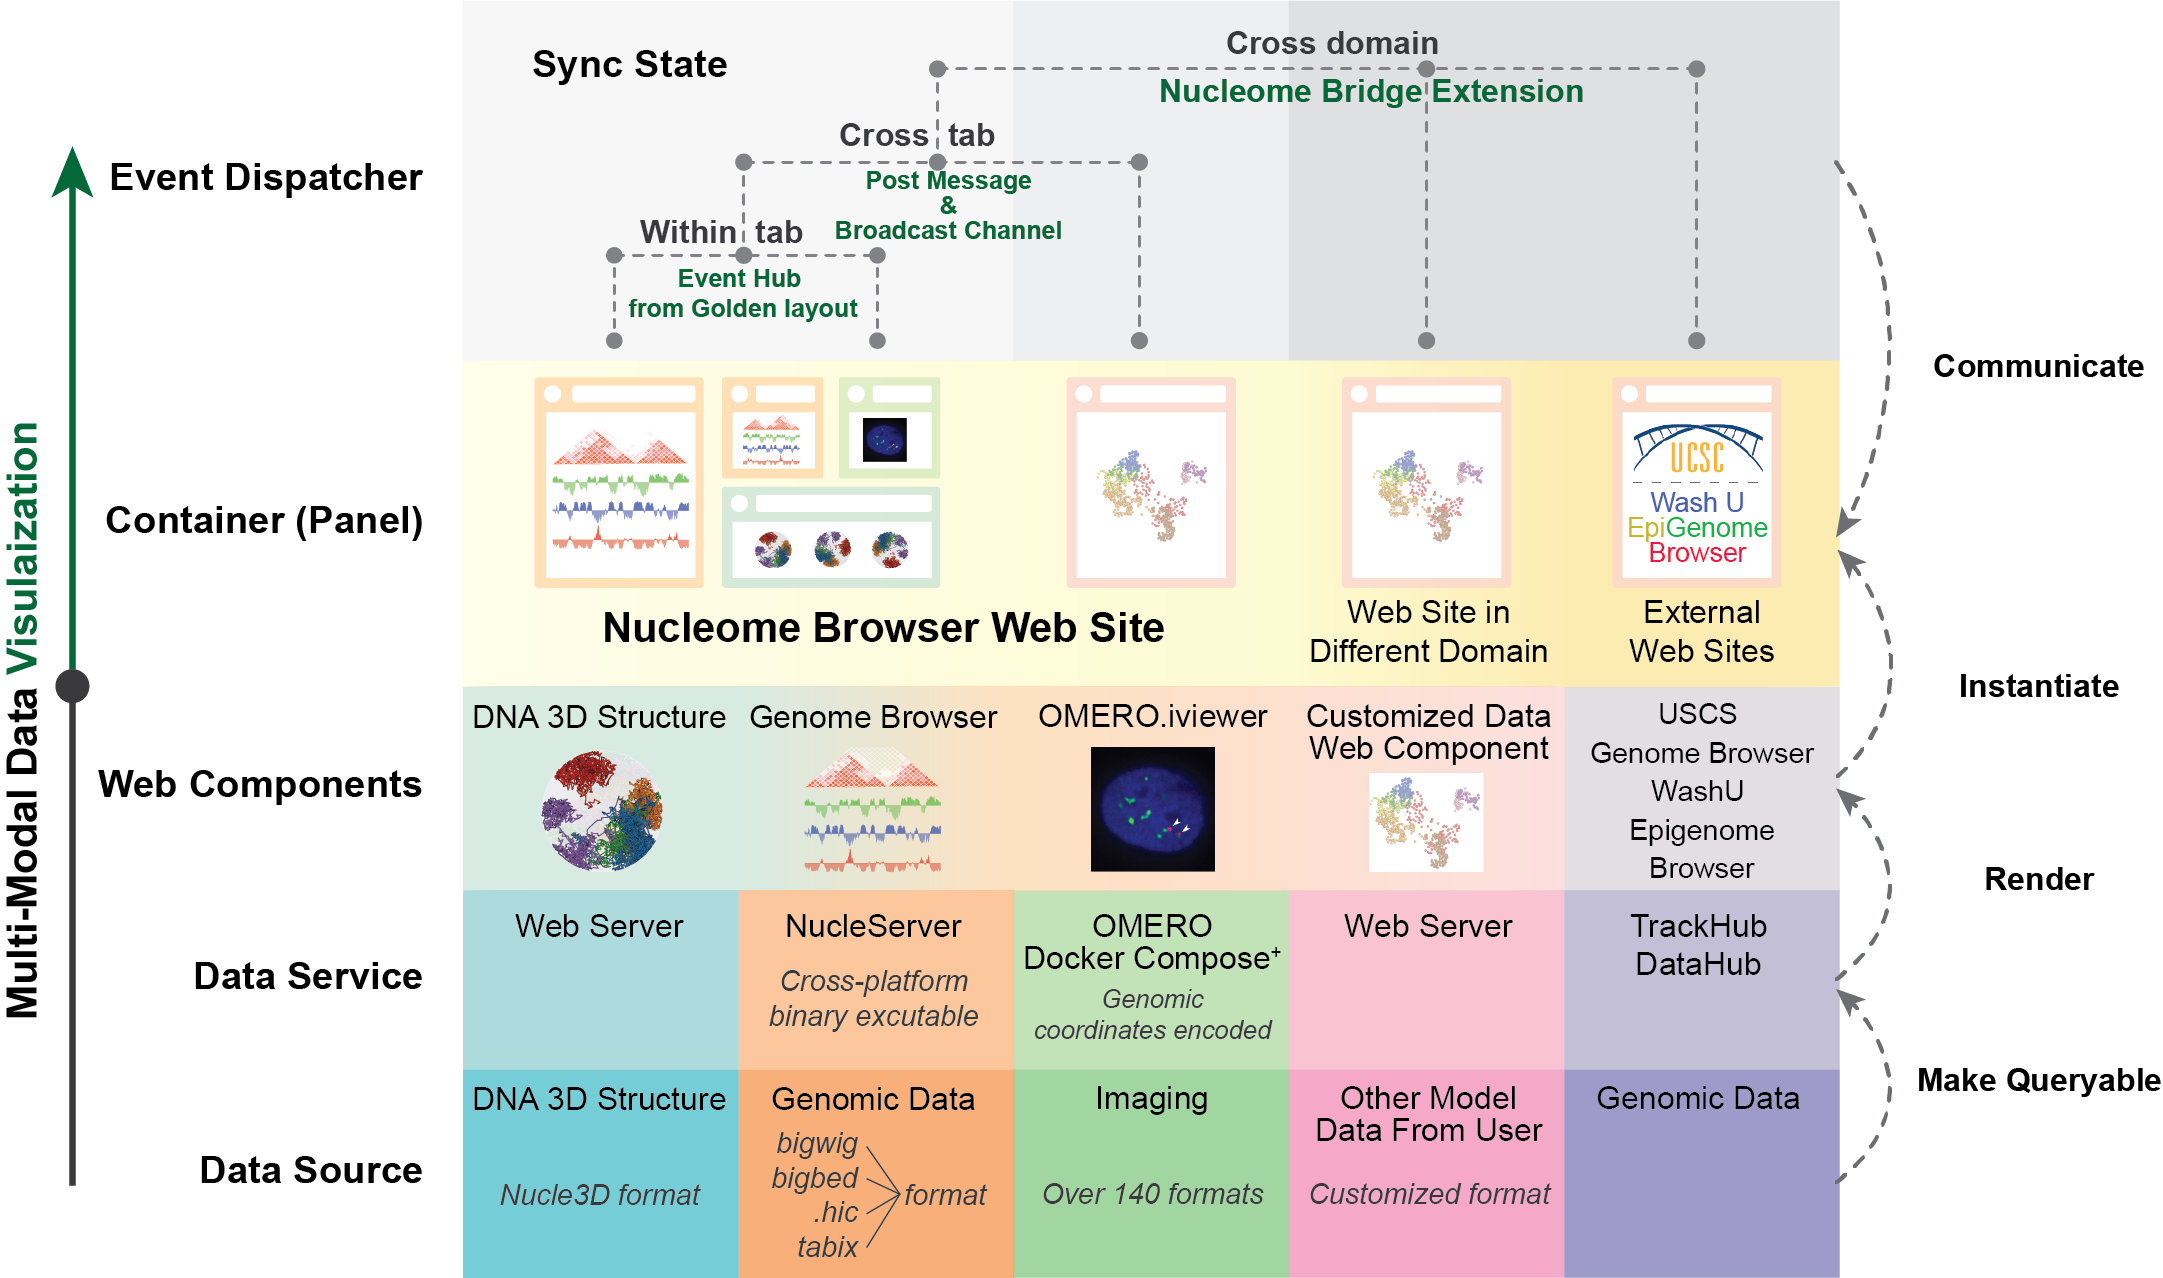 Sync State
Cross domain
Nucleome Bridge Extension
Cross tab
Post Message
&
Broadcast Channel
Within tab
Event Hub
from Golden layout
Event Dispatcher
Communicate
Container (Panel)
UCSC
Wash U
EpiGenome
Browser
Nucleome Browser Web Site
Web Site in
Different Domain
External
Web Sites
Multi-Modal Data Visulaization
Instantiate
Web Components
DNA 3D Structure
Genome Browser
OMERO.iviewer
Customized Data
Web Component
USCS
Genome Browser
WashU
Epigenome
Browser
Render
Data Service
Web Server
NucleServer
Cross-platform
binary excutable
OMERO
Docker Compose+
Genomic
coordinates encoded
Web Server
TrackHub
DataHub
Make Queryable
Data Source
DNA 3D Structure
Nucle3D format
Genomic Data
bigwig
bigbed
.hic
tabix
format
Imaging
Over 140 formats
Other Model
Data From User
Customized format
Genomic Data